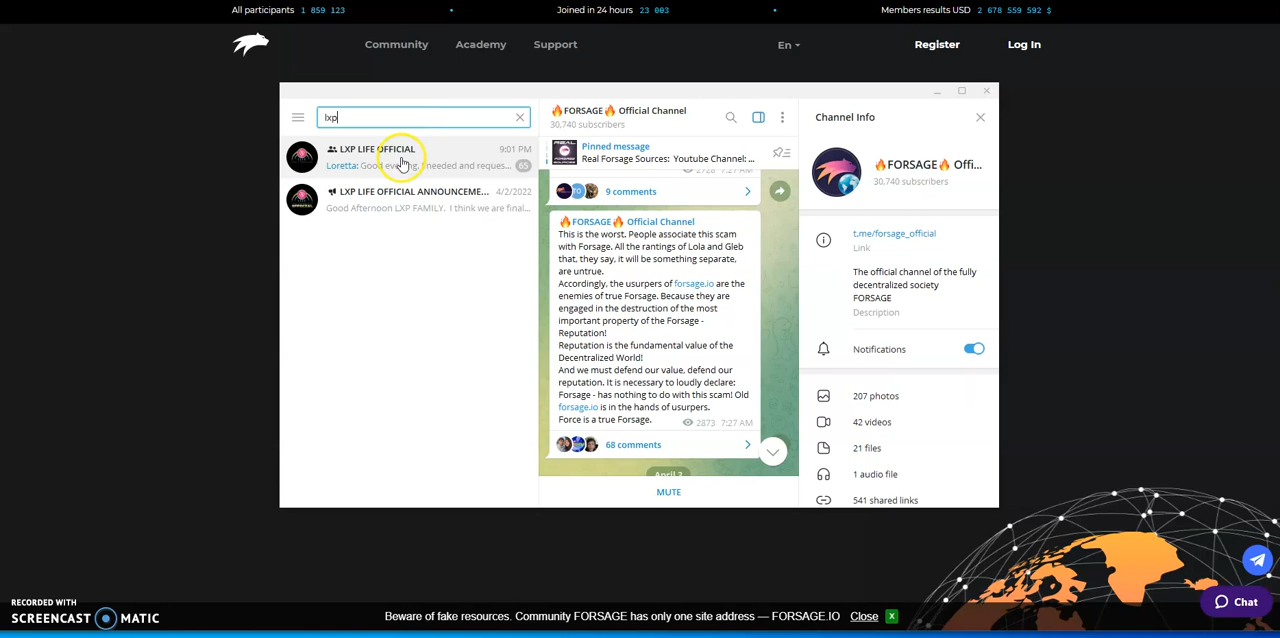 All participants 1 859 123 • Joined in 24 hours 23 003 • Members results USD 2 678 559 592 $
Community Academy Support En Register Log In
lxp
LXP LIFE OFFICIAL 9:01 PM
Loretta: Good evening, I needed and reques... 65
LXP LIFE OFFICIAL ANNOUNCEME... 4/2/2022
Good Afternoon LXP FAMILY. I think we are final...
🔥FORSAGE🔥 Official Channel
30,740 subscribers
Pinned message
Real Forsage Sources: Youtube Channel: ...
2728 7:27 AM
9 comments
🔥FORSAGE🔥 Official Channel
This is the worst. People associate this scam
with Forsage. All the rantings of Lola and Gleb
that, they say, it will be something separate,
are untrue.
Accordingly, the usurpers of forsage.io are the
enemies of true Forsage. Because they are
engaged in the destruction of the most
important property of the Forsage -
Reputation!
Reputation is the fundamental value of the
Decentralized World!
And we must defend our value, defend our
reputation. It is necessary to loudly declare:
Forsage - has nothing to do with this scam! Old
forsage.io is in the hands of usurpers.
Force is a true Forsage.
2873 7:27 AM
68 comments
April 3
MUTE
Channel Info
🔥FORSAGE🔥 Offi...
30,740 subscribers
t.me/forsage_official
Link
The official channel of the fully
decentralized society
FORSAGE
Description
Notifications
207 photos
42 videos
21 files
1 audio file
541 shared links
REAL
Chat
RECORDED WITH
SCREENCAST MATIC
Beware of fake resources. Community FORSAGE has only one site address — FORSAGE.IO Close x